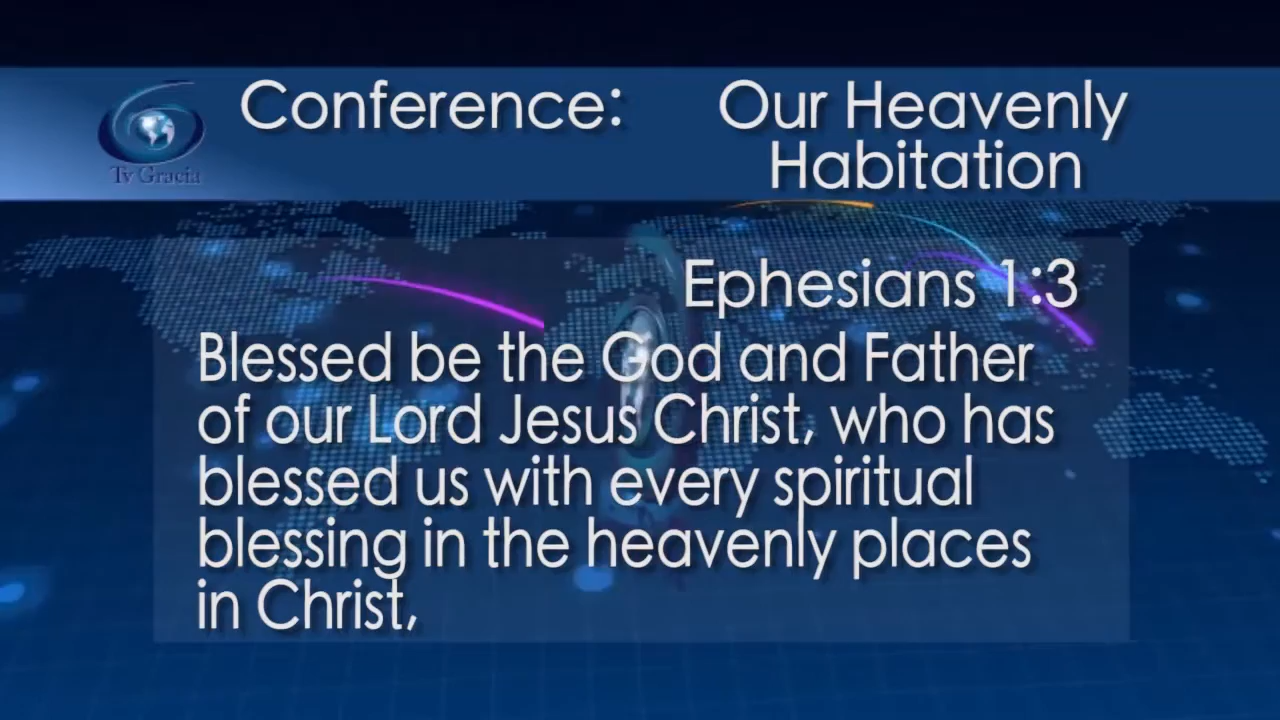 Conference: Our Heavenly
Habitation
Tv Gracia
Ephesians 1:3
Blessed be the God and Father
of our Lord Jesus Christ, who has
blessed us with every spiritual
blessing in the heavenly places
in Christ,